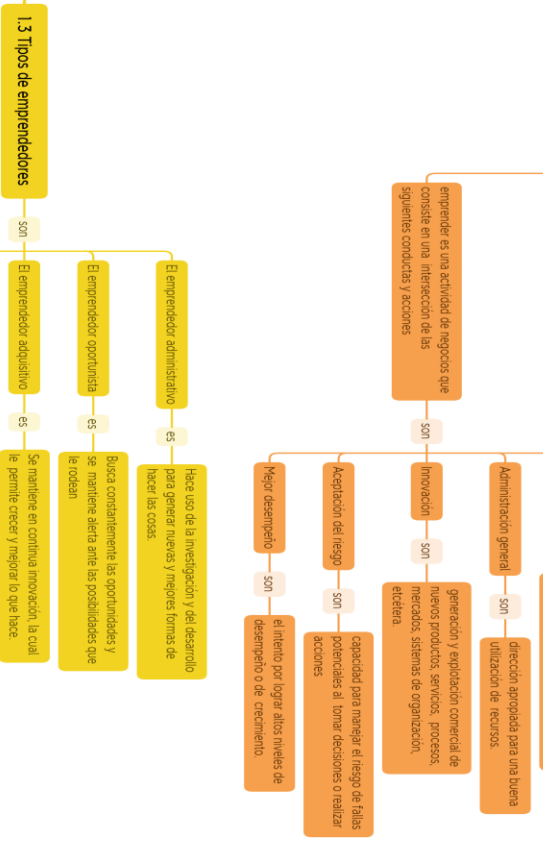 emprender es una actividad de negocios que
consiste en una intersección de las
siguientes conductas y acciones
son
Administración general
son
dirección apropiada para una buena
utilización de recursos.
Innovación
son
generación y explotación comercial de
nuevos productos, servicios, procesos,
mercados, sistemas de organización,
etcétera.
Aceptación del riesgo
son
capacidad para manejar el riesgo de fallas
potenciales al tomar decisiones o realizar
acciones
Mejor desempeño
son
el intento por lograr altos niveles de
desempeño o de crecimiento.
1.3 Tipos de emprendedores
son
El emprendedor administrativo
es
Hace uso de la investigación y del desarrollo
para generar nuevas y mejores formas de
hacer las cosas.
El emprendedor oportunista
es
Busca constantemente las oportunidades y
se mantiene alerta ante las posibilidades que
le rodean
El emprendedor adquisitivo
es
Se mantiene en continua innovación, la cual
le permite crecer y mejorar lo que hace.